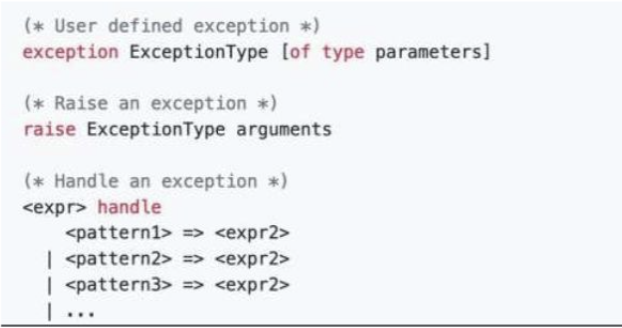 (* User defined exception *)
exception ExceptionType [of type parameters]
(* Raise an exception *)
raise ExceptionType arguments
(* Handle an exception *)
<expr> handle
<pattern1> => <expr2>
| <pattern2> => <expr2>
| <pattern3> => <expr2>
| ...